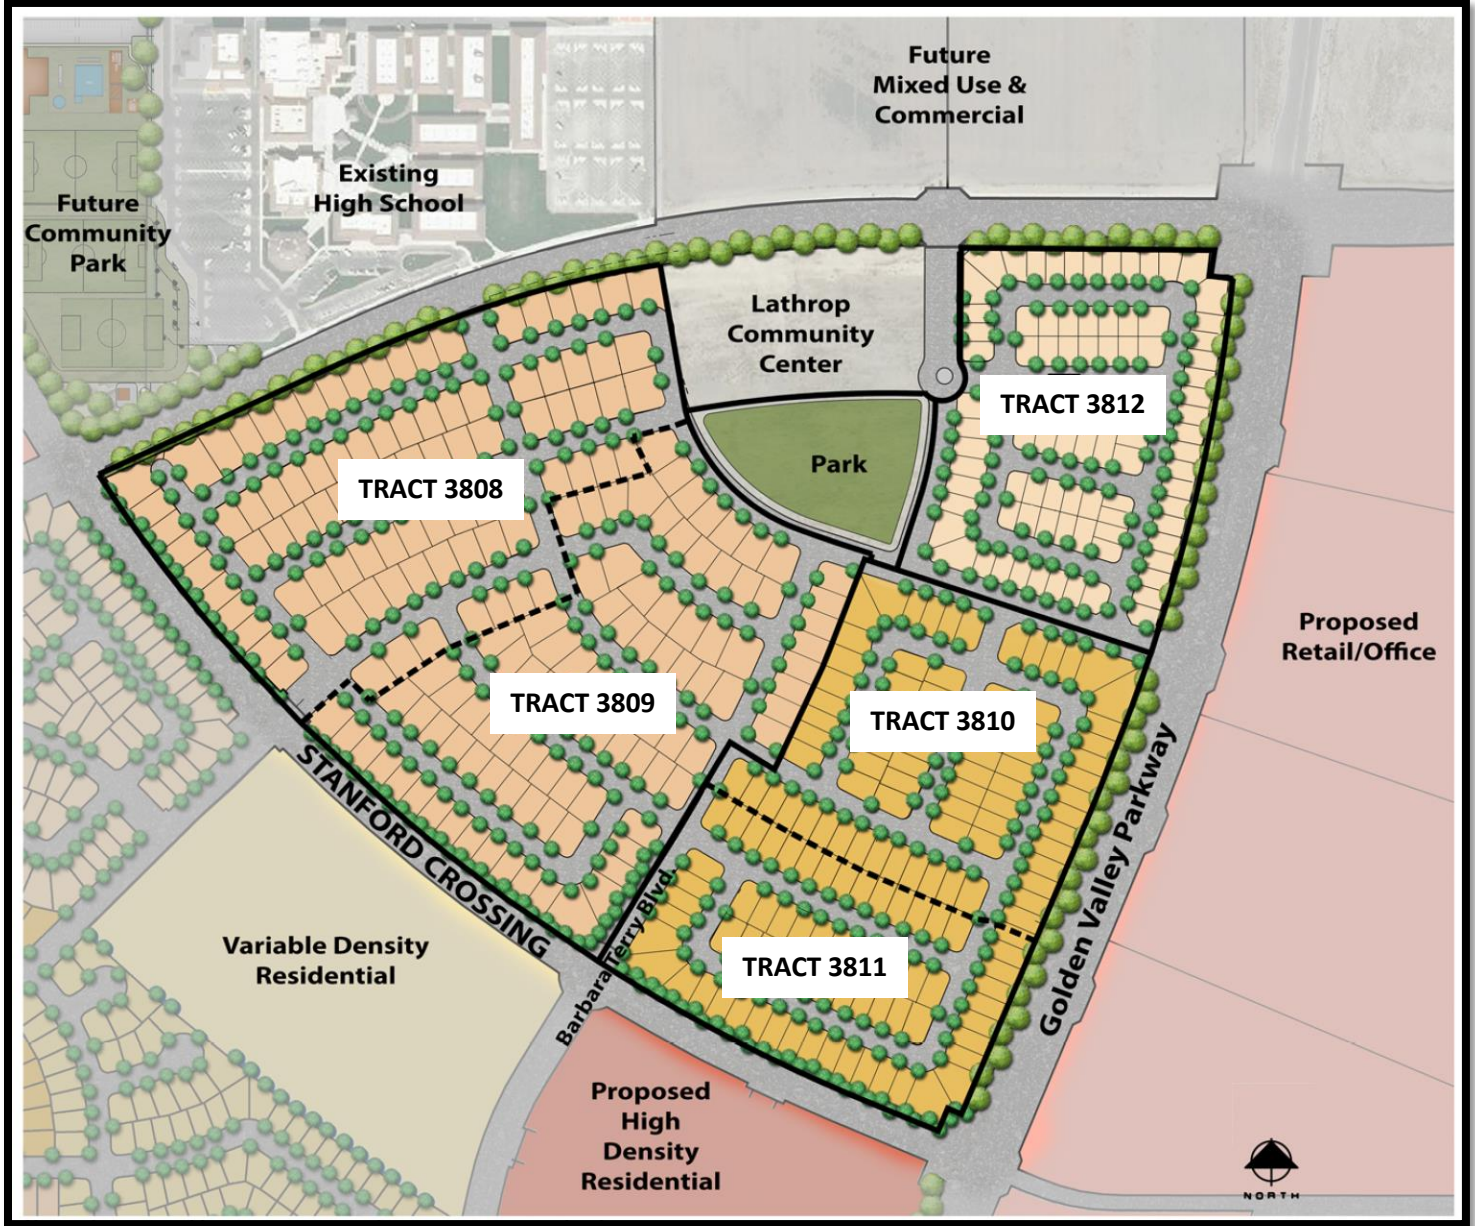 Future
Mixed Use &
Commercial
Existing
High School
Future
Community
Park
Lathrop
Community
Center
TRACT 3812
Park
TRACT 3808
Proposed
Retail/Office
TRACT 3809
TRACT 3810
STANFORD CROSSING
Golden Valley Parkway
Barbara Terry Blvd.
Variable Density
Residential
TRACT 3811
Proposed
High
Density
Residential
NORTH